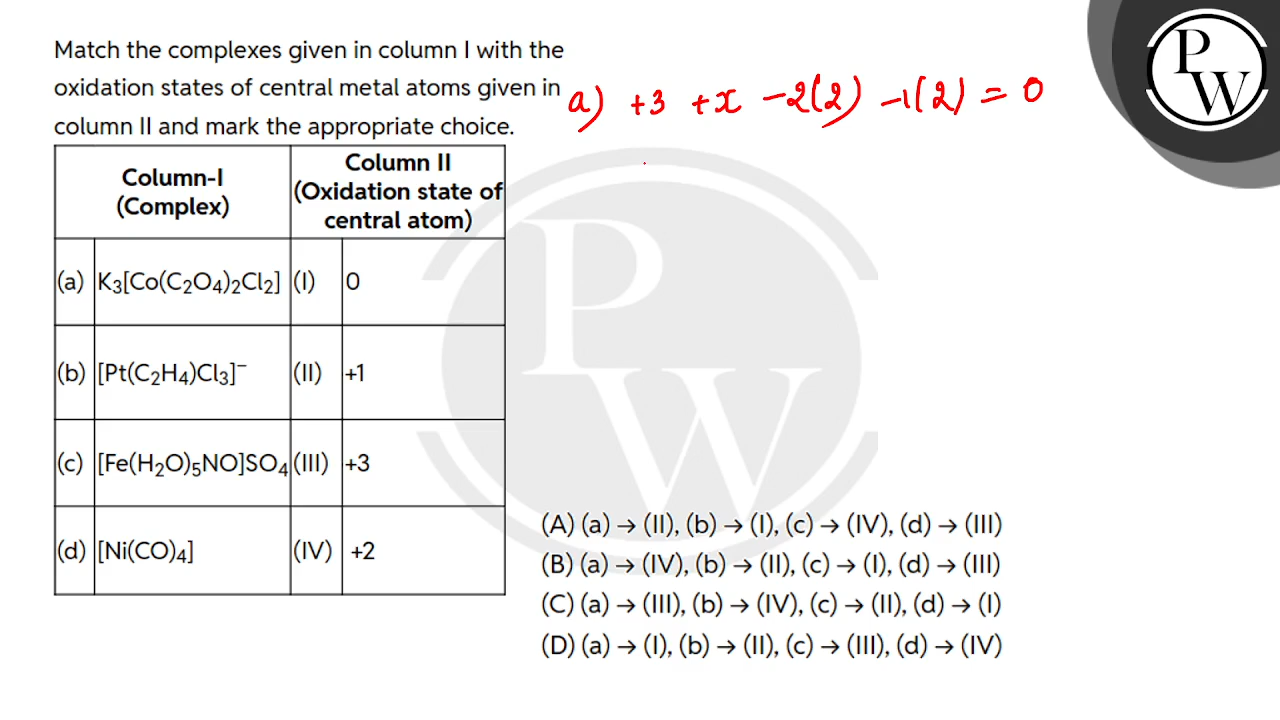 Match the complexes given in column I with the
oxidation states of central metal atoms given in
column II and mark the appropriate choice.
a) +3 +x -2(2) -1(2) = 0
Column-I
(Complex)
Column II
(Oxidation state of
central atom)
(a) K₃[Co(C₂O₄)₂Cl₂] (I) 0
(b) [Pt(C₂H₄)Cl₃]⁻ (II) +1
(c) [Fe(H₂O)₅NO]SO₄ (III) +3
(d) [Ni(CO)₄] (IV) +2
(A) (a) → (II), (b) → (I), (c) → (IV), (d) → (III)
(B) (a) → (IV), (b) → (II), (c) → (I), (d) → (III)
(C) (a) → (III), (b) → (IV), (c) → (II), (d) → (I)
(D) (a) → (I), (b) → (II), (c) → (III), (d) → (IV)
P
W
P
W